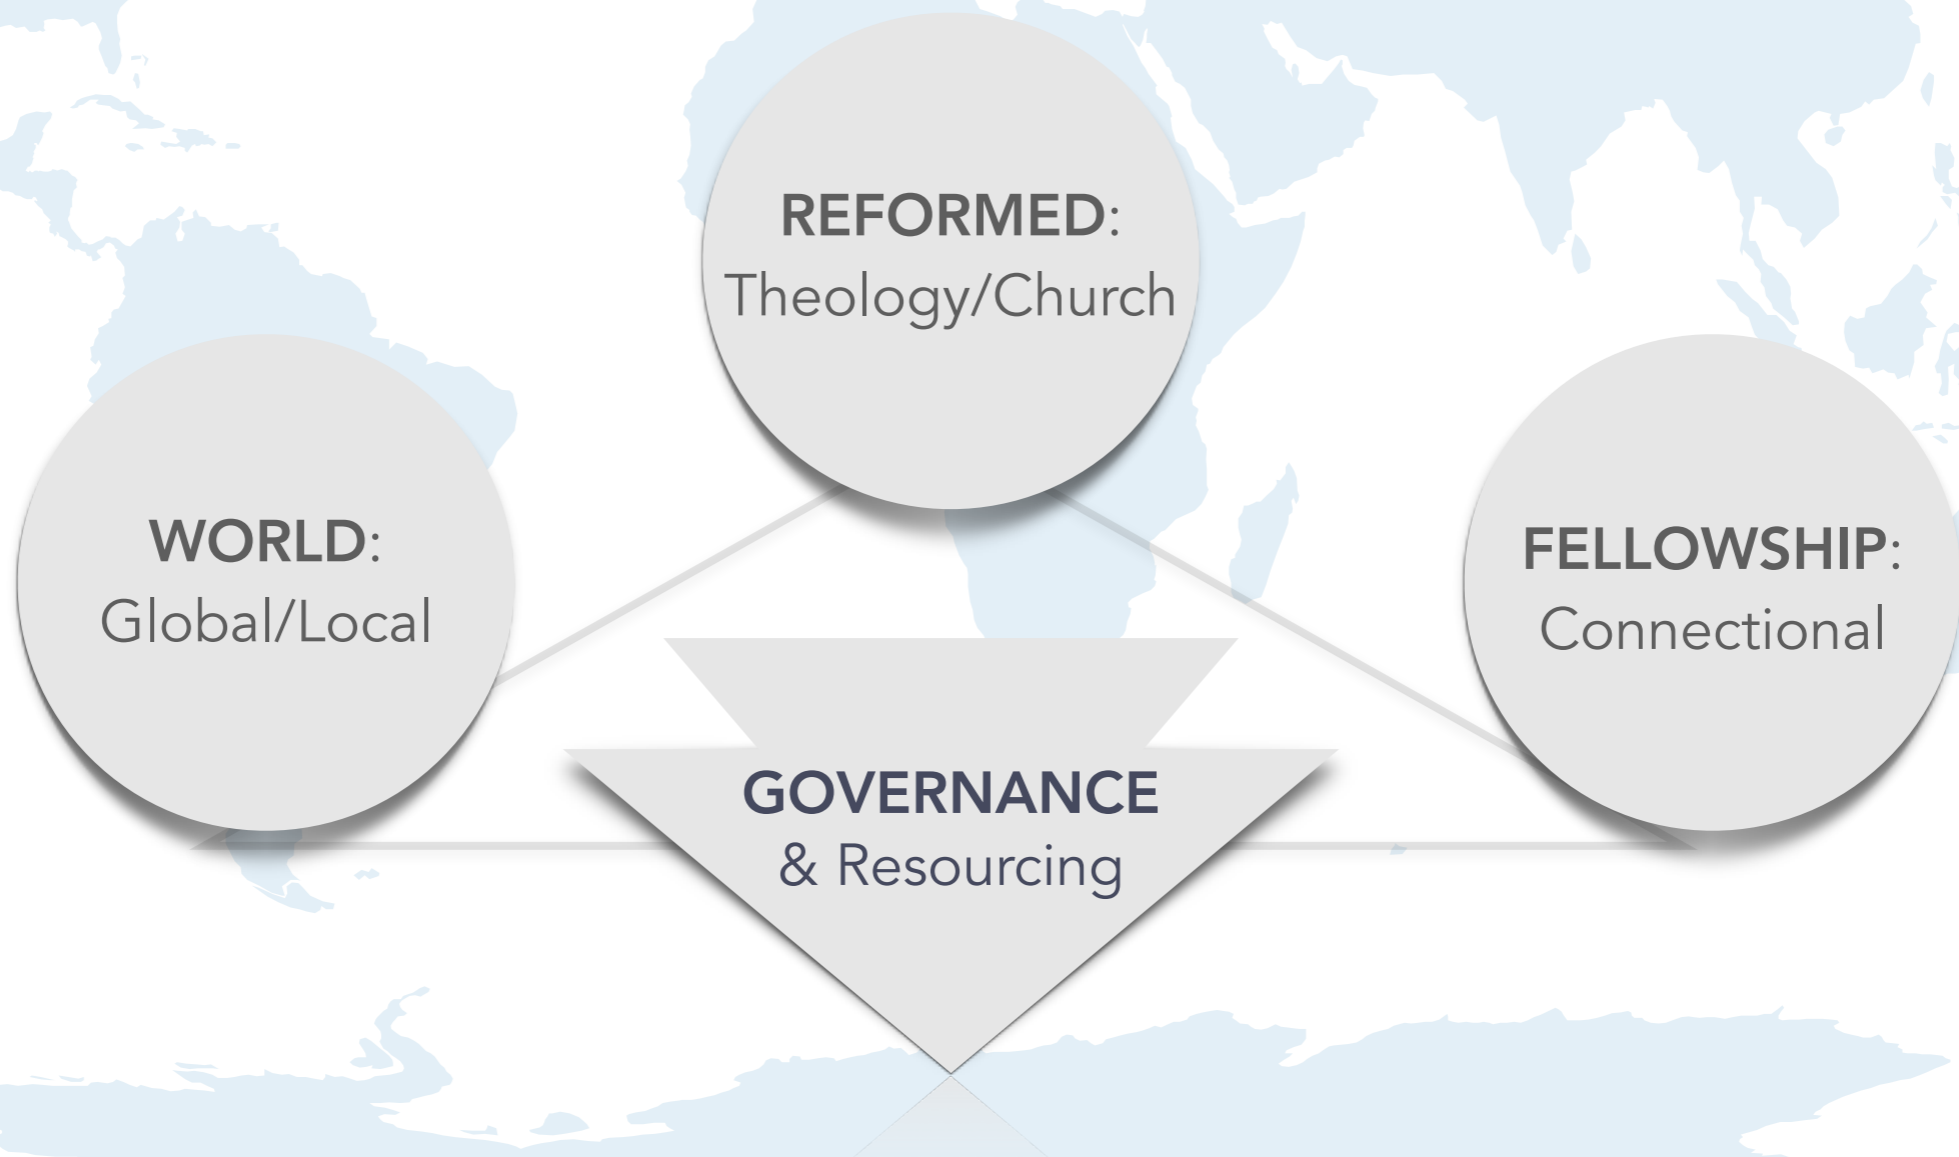 REFORMED:
Theology/Church
WORLD:
Global/Local
FELLOWSHIP:
Connectional
GOVERNANCE
& Resourcing